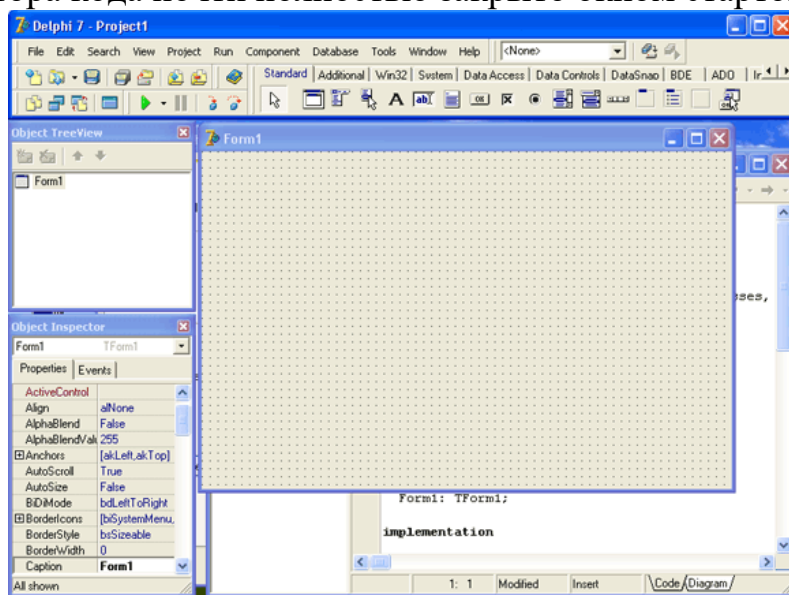 Delphi 7 - Project1
File Edit Search View Project Run Component Database Tools Window Help <None>
Standard Additional Win32 System Data Access Data Controls DataSnap BDE ADO
Object TreeView
Form1
Form1
sses,
Object Inspector
Form1 TForm1
Properties Events
ActiveControl
Align alNone
AlphaBlend False
AlphaBlendVal 255
Anchors [akLeft,akTop]
AutoScroll True
AutoSize False
BiDiMode bdLeftToRight
BorderIcons [biSystemMenu,
BorderStyle bsSizeable
BorderWidth 0
Caption Form1
All shown
Form1: TForm1;
implementation
1: 1 Modified Insert Code Diagram